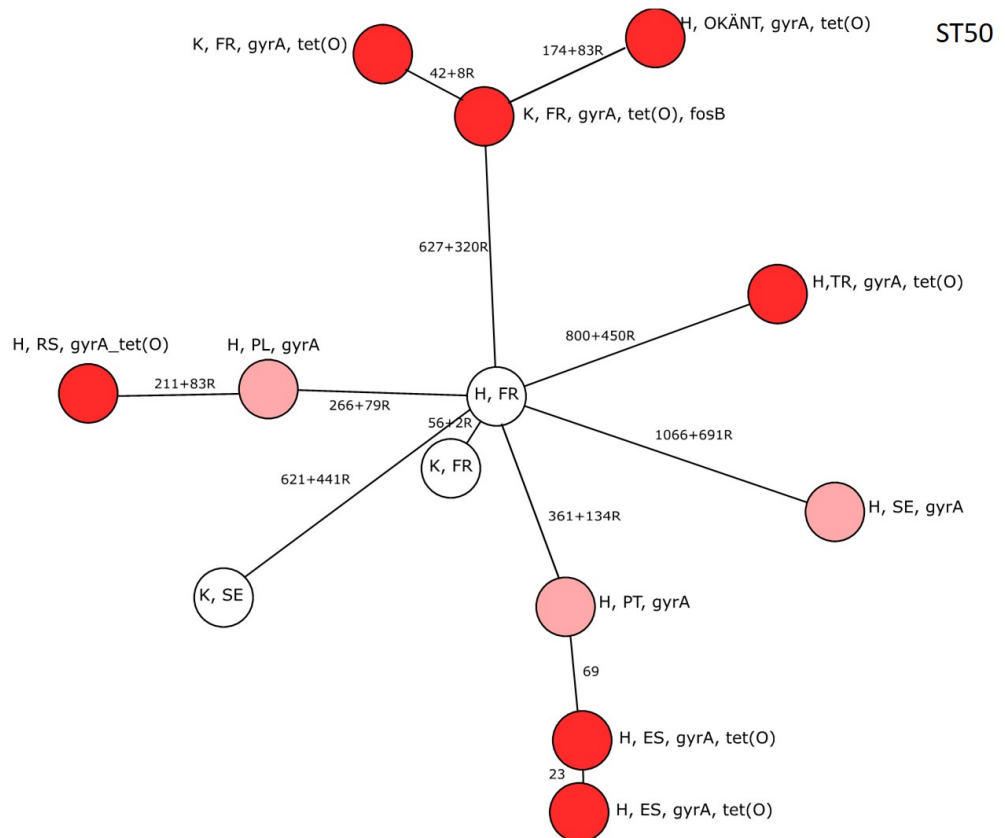 ST50
K, FR, gyrA, tet(O)
H, OKÄNT, gyrA, tet(O)
42+8R
174+83R
K, FR, gyrA, tet(O), fosB
627+320R
H,TR, gyrA, tet(O)
800+450R
H, RS, gyrA_tet(O)
H, PL, gyrA
211+83R
266+79R
H, FR
56+2R
K, FR
1066+691R
621+441R
H, SE, gyrA
361+134R
K, SE
H, PT, gyrA
69
H, ES, gyrA, tet(O)
23
H, ES, gyrA, tet(O)